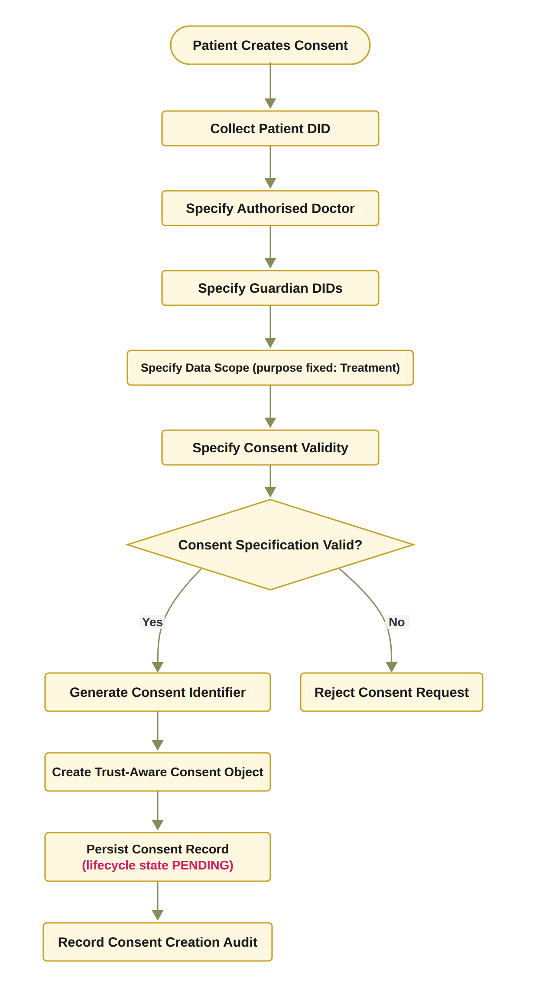 Patient Creates Consent
Collect Patient DID
Specify Authorised Doctor
Specify Guardian DIDs
Specify Data Scope (purpose fixed: Treatment)
Specify Consent Validity
Consent Specification Valid?
Yes
No
Generate Consent Identifier
Reject Consent Request
Create Trust-Aware Consent Object
Persist Consent Record
(lifecycle state PENDING)
Record Consent Creation Audit